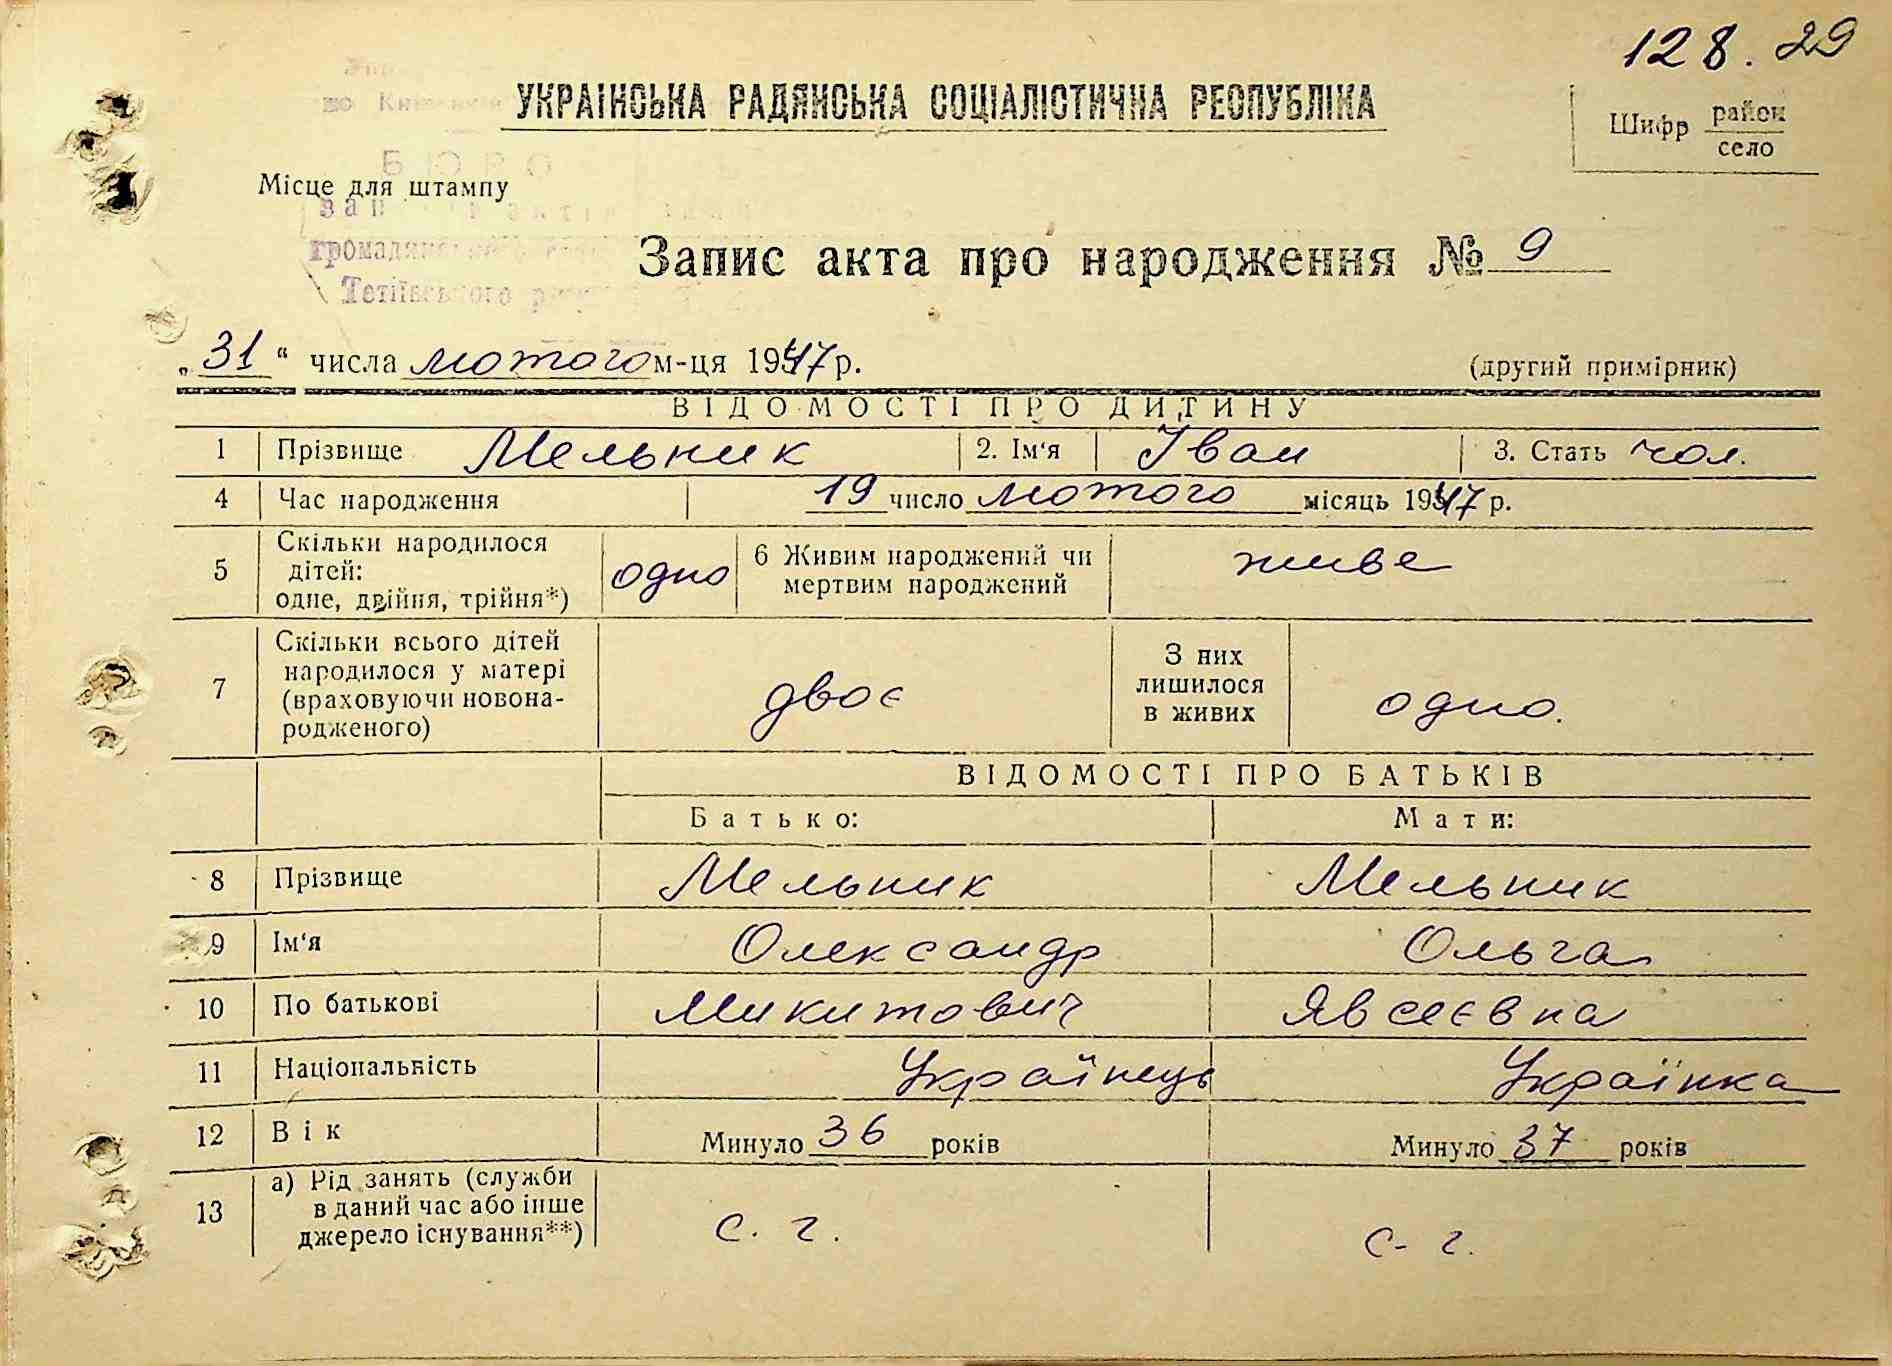 128. 29
УКРАЇНСЬКА РАДЯНСЬКА СОЦІАЛІСТИЧНА РЕСПУБЛІКА
Шифр район
село
БЮРО
Місце для штампу
громадянського
Тетіївського
Запис акта про народження № 9
„31“ числа лютого м-ця 1947 р. (другий примірник)
ВІДОМОСТІ ПРО ДИТИНУ
1 Прізвище Мельник 2. Ім'я Іван 3. Стать чол.
4 Час народження 19 число лютого місяць 1947 р.
5 Скільки народилося дітей: одне, двійня, трійня*) одно 6 Живим народжений чи мертвим народжений живе
7 Скільки всього дітей народилося у матері (враховуючи новонародженого) двоє З них лишилося в живих одно.
ВІДОМОСТІ ПРО БАТЬКІВ
Батько: Мати:
8 Прізвище Мельник Мельник
9 Ім'я Олександр Ольга
10 По батькові Микитович Явсеєвна
11 Національність Українець Українка
12 Вік Минуло 36 років Минуло 37 років
13 а) Рід занять (служби в даний час або інше джерело існування**) с. г. с-г.